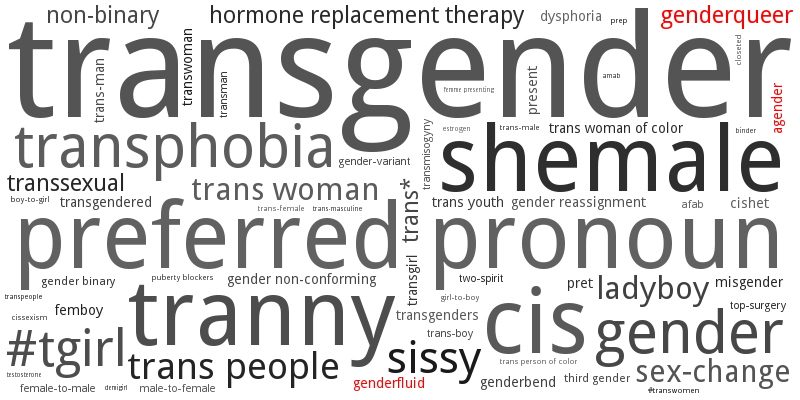 non-binary
hormone replacement therapy
dysphoria
prep
genderqueer
transgender
trans-man
transwoman
transman
femme presenting
present
amab
closeted
agender
transphobia
gender-variant
transmisogyny
estrogen
trans-male
trans woman of color
binder
shemale
transsexual
trans woman
boy-to-girl
transgendered
trans-female
trans-masculine
trans*
trans youth
gender reassignment
afab
cishet
preferred pronoun
gender binary
puberty blockers
gender non-conforming
transgirl
two-spirit
pret
ladyboy
misgender
transpeople
femboy
cissexism
tranny
girl-to-boy
transgenders
trans-boy
cis
gender
top-surgery
#tgirl
trans people
sissy
trans person of color
sex-change
testosterone
female-to-male
demigirl
male-to-female
genderfluid
genderbend
third gender
#transwomen